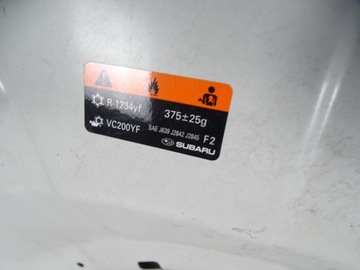 R-1234yf 375±25g
VC200YF SAE J639 J2842 J2845 F2
SUBARU